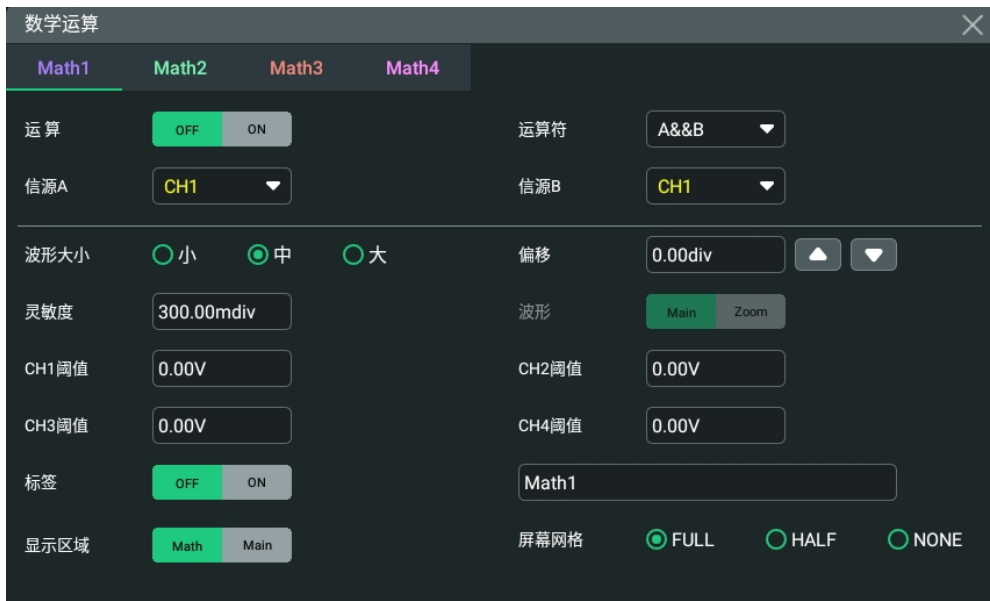 数学运算
Math1 Math2 Math3 Math4
运算 OFF ON 运算符 A&&B
信源A CH1 信源B CH1
波形大小 小 中 大 偏移 0.00div
灵敏度 300.00mdiv 波形 Main Zoom
CH1阈值 0.00V CH2阈值 0.00V
CH3阈值 0.00V CH4阈值 0.00V
标签 OFF ON Math1
显示区域 Math Main 屏幕网格 FULL HALF NONE